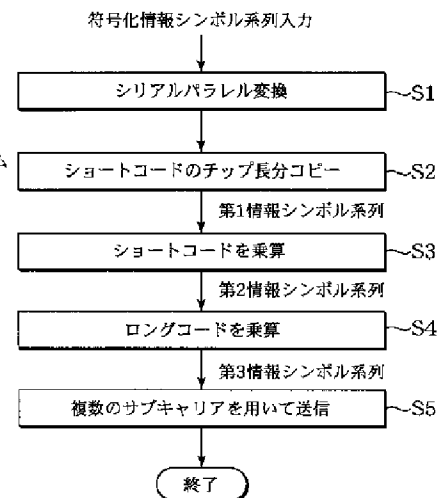 符号化情報シンボル系列入力
シリアルパラレル変換
S1
ム
ショートコードのチップ長分コピー
S2
第1情報シンボル系列
ショートコードを乗算
S3
第2情報シンボル系列
ロングコードを乗算
S4
第3情報シンボル系列
複数のサブキャリアを用いて送信
S5
終了